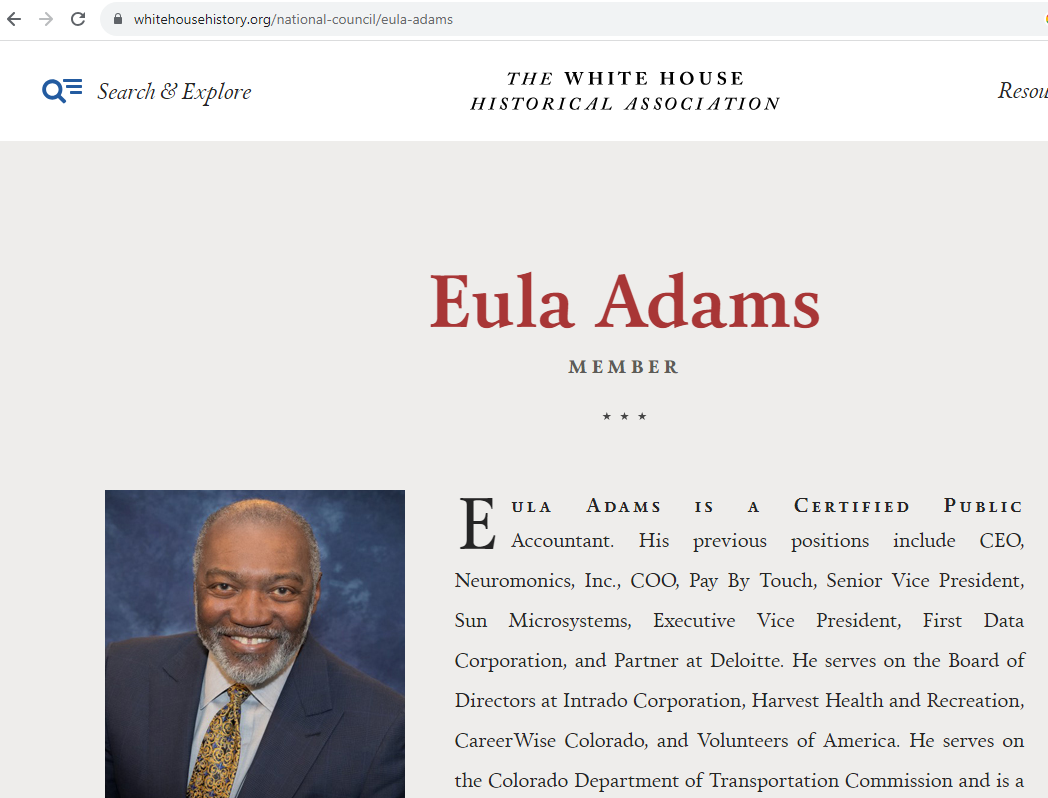 whitehousehistory.org/national-council/eula-adams
Search & Explore
THE WHITE HOUSE
HISTORICAL ASSOCIATION
Eula Adams
MEMBER
EULA ADAMS IS A CERTIFIED PUBLIC
Accountant. His previous positions include CEO,
Neuromonics, Inc., COO, Pay By Touch, Senior Vice President,
Sun Microsystems, Executive Vice President, First Data
Corporation, and Partner at Deloitte. He serves on the Board of
Directors at Intrado Corporation, Harvest Health and Recreation,
CareerWise Colorado, and Volunteers of America. He serves on
the Colorado Department of Transportation Commission and is a